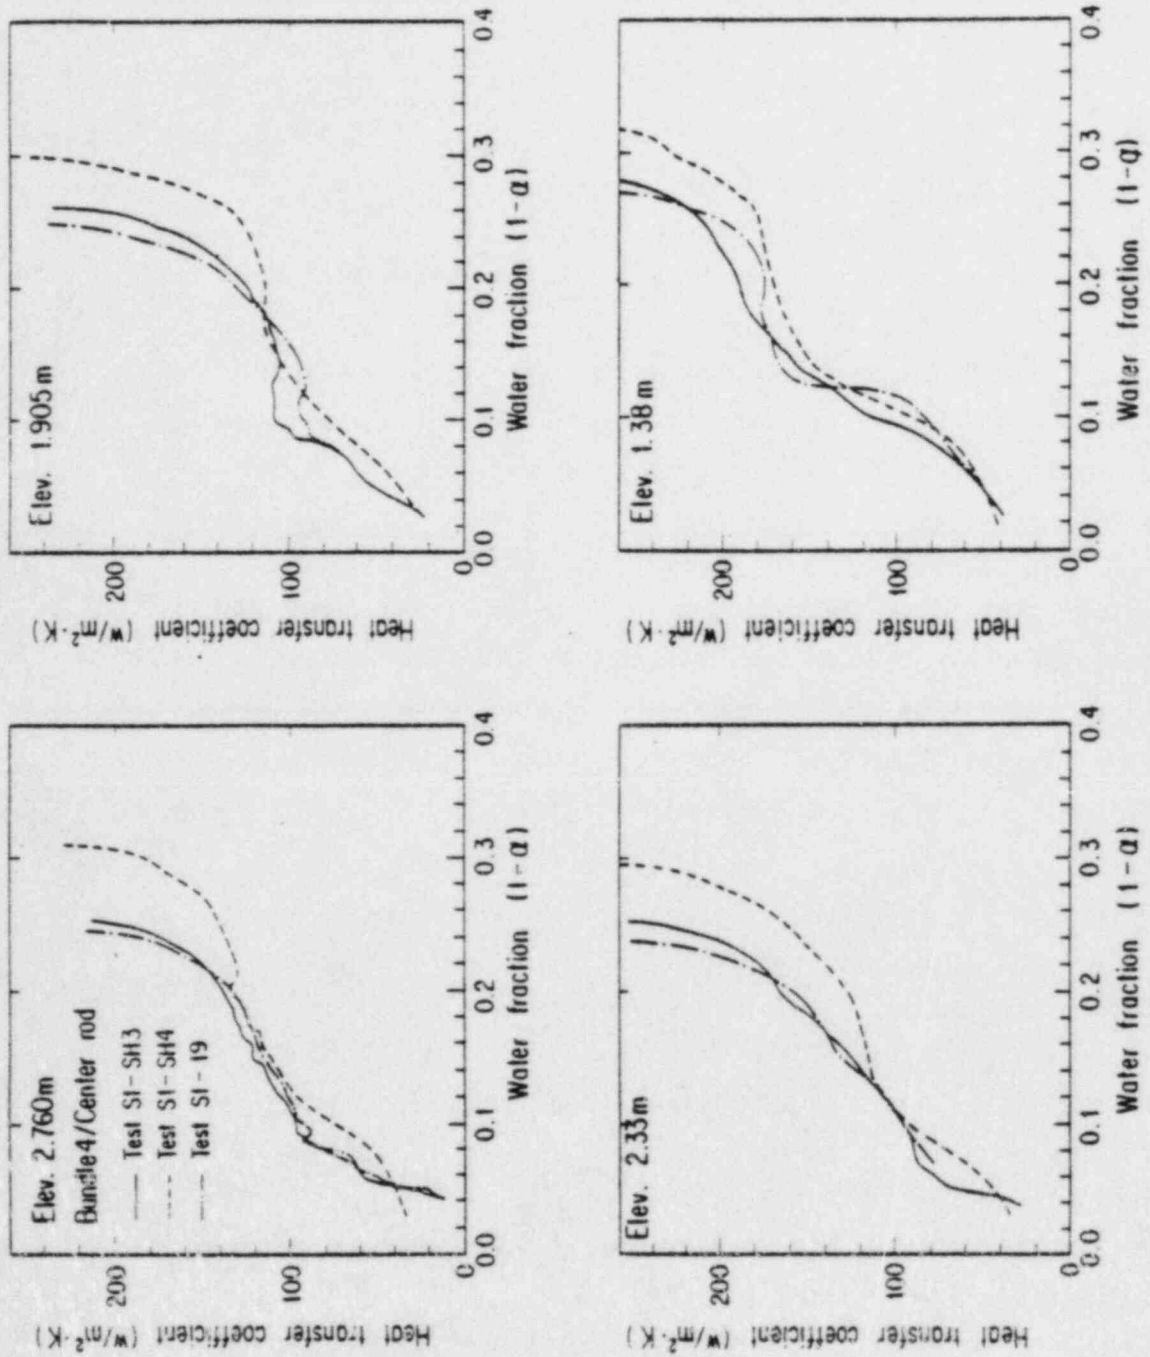 Heat transfer coefficient (W/m²·K)
200
100
0
Elev. 2.760m
Bundle4/Center rod
Test S1-SH3
Test S1-SH4
Test S1-19
0.0 0.1 0.2 0.3 0.4
Water fraction (1-α)
Heat transfer coefficient (W/m²·K)
200
100
0
Elev. 1.905m
0.0 0.1 0.2 0.3 0.4
Water fraction (1-α)
Heat transfer coefficient (W/m²·K)
200
100
0
Elev. 2.33m
0.0 0.1 0.2 0.3 0.4
Water fraction (1-α)
Heat transfer coefficient (W/m²·K)
200
100
0
Elev. 1.38m
0.0 0.1 0.2 0.3 0.4
Water fraction (1-α)